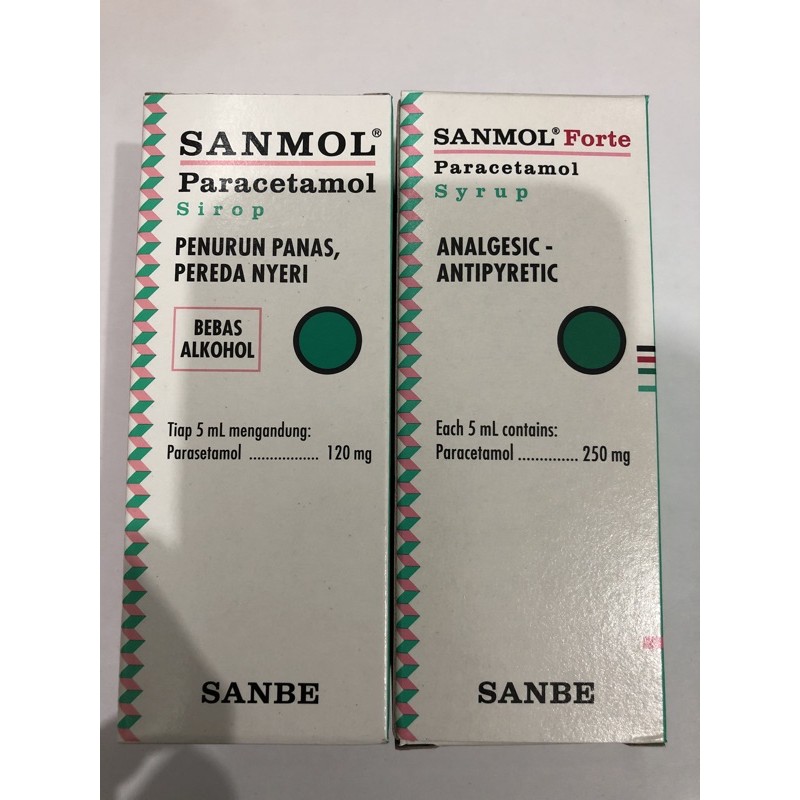 SANMOL®
Paracetamol
Sirop
PENURUN PANAS,
PEREDA NYERI
BEBAS
ALKOHOL
Tiap 5 mL mengandung:
Parasetamol ................. 120 mg
SANBE
SANMOL® Forte
Paracetamol
Syrup
ANALGESIC -
ANTIPYRETIC
Each 5 mL contains:
Paracetamol .............. 250 mg
SANBE